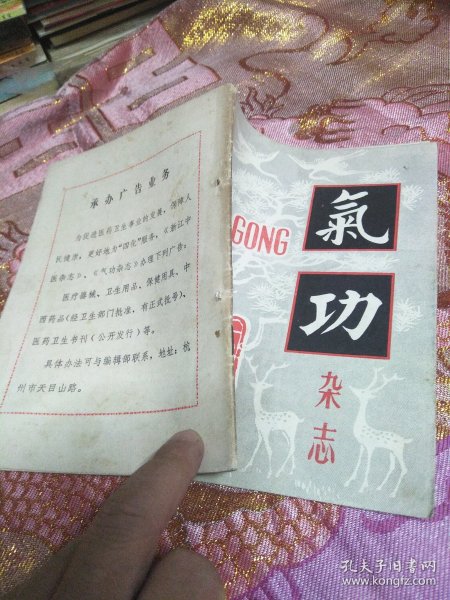 承办广告业务
为促进医药卫生事业的发展，保障人
民健康，更好地为“四化”服务，《浙江中
医杂志》、《气功杂志》办理下列广告：
医疗器械、卫生用品、保健用具、中
西药品（经卫生部门批准，有正式批号）、
医药卫生书刊（公开发行）等。
具体办法可与编辑部联系，地址：杭
州市天目山路。
GONG
氣
功
杂
志
孔夫子旧书网
www.kongfz.com